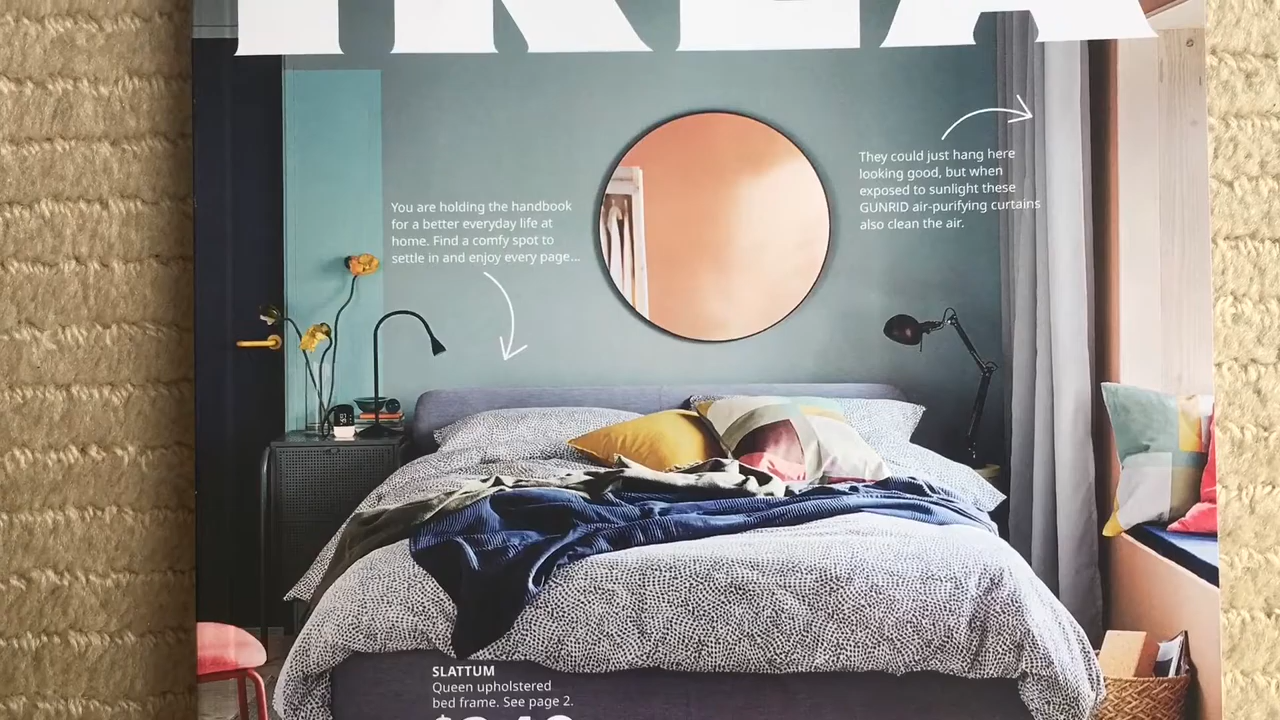 IKEA
They could just hang here
looking good, but when
exposed to sunlight these
GUNRID air-purifying curtains
also clean the air.
You are holding the handbook
for a better everyday life at
home. Find a comfy spot to
settle in and enjoy every page...
SLATTUM
Queen upholstered
bed frame. See page 2.